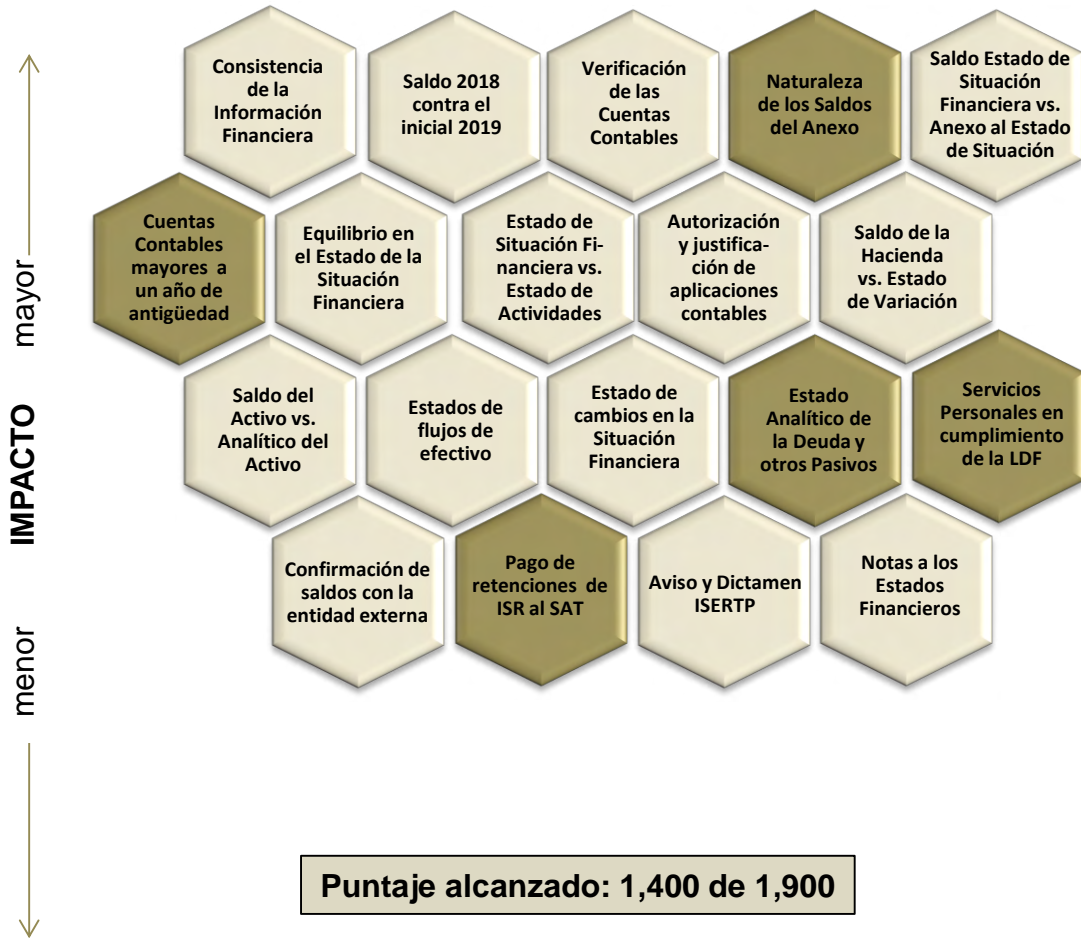 Consistencia
de la
Información
Financiera
Saldo 2018
contra el
inicial 2019
Verificación
de las
Cuentas
Contables
Naturaleza
de los Saldos
del Anexo
Saldo Estado de
Situación
Financiera vs.
Anexo al Estado
de Situación
Cuentas
Contables
mayores a
un año de
antigüedad
Equilibrio en
el Estado de la
Situación
Financiera
Estado de
Situación Fi-
nanciera vs.
Estado de
Actividades
Autorización
y justifica-
ción de
aplicaciones
contables
Saldo de la
Hacienda
vs. Estado
de Variación
Saldo del
Activo vs.
Analítico del
Activo
Estados de
flujos de
efectivo
Estado de
cambios en la
Situación
Financiera
Estado
Analítico de
la Deuda y
otros Pasivos
Servicios
Personales en
cumplimiento
de la LDF
Confirmación de
saldos con la
entidad externa
Pago de
retenciones de
ISR al SAT
Aviso y Dictamen
ISERTP
Notas a los
Estados
Financieros
mayor
IMPACTO
menor
Puntaje alcanzado: 1,400 de 1,900